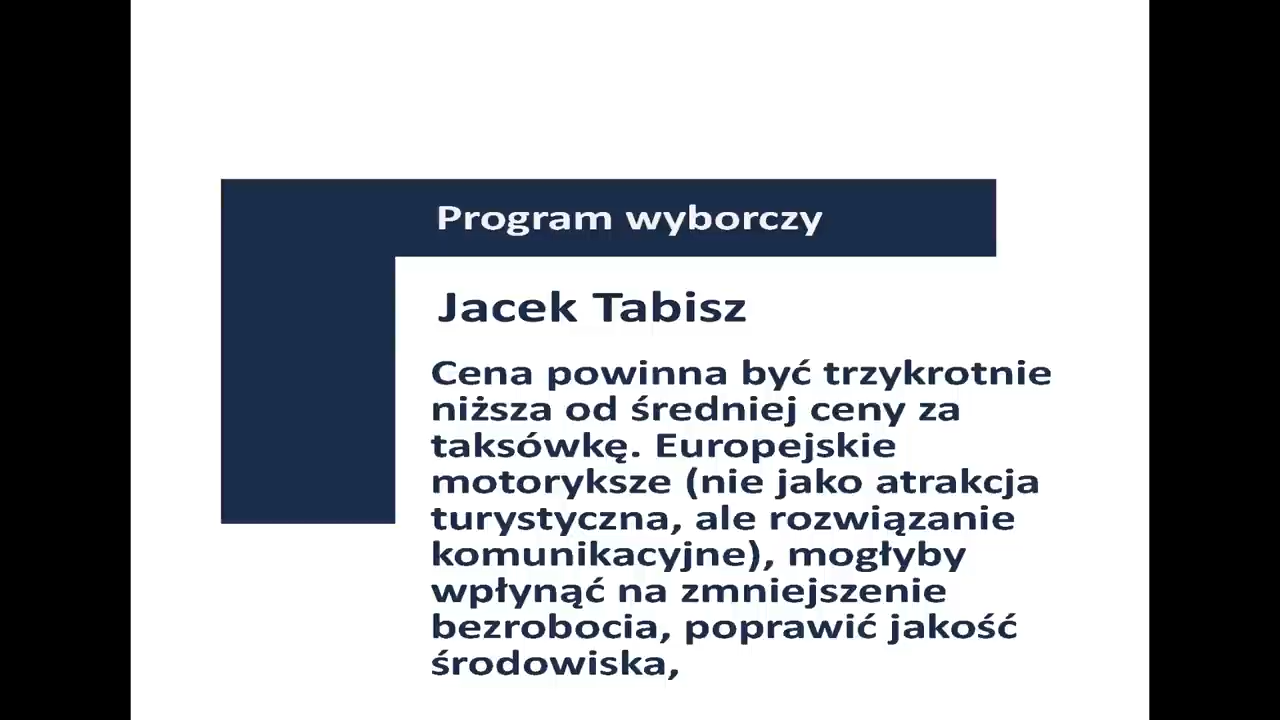 Program wyborczy
Jacek Tabisz
Cena powinna być trzykrotnie
niższa od średniej ceny za
taksówkę. Europejskie
motoryksze (nie jako atrakcja
turystyczna, ale rozwiązanie
komunikacyjne), mogłyby
wpłynąć na zmniejszenie
bezrobocia, poprawić jakość
środowiska,